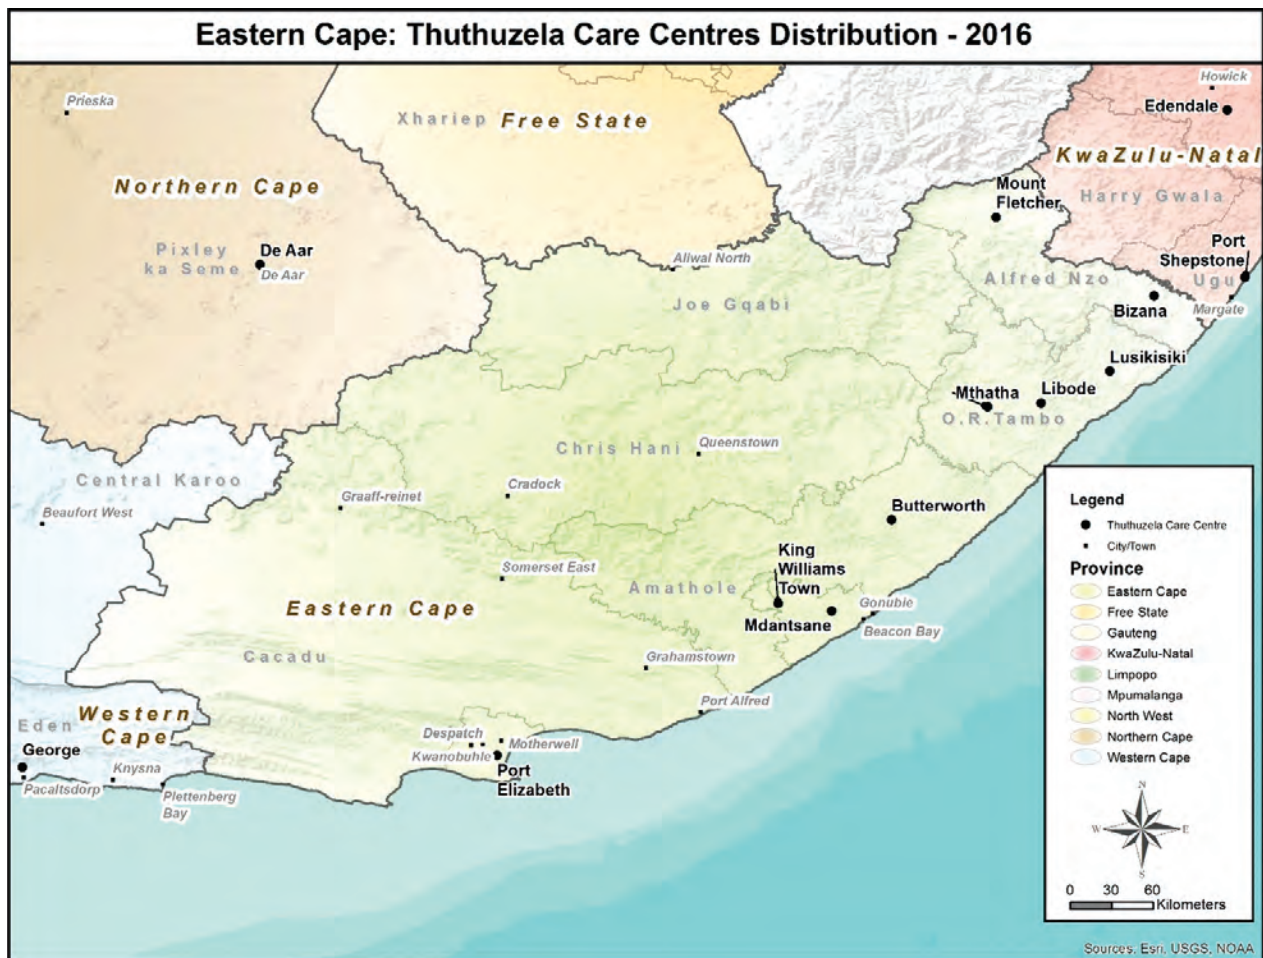 Eastern Cape: Thuthuzela Care Centres Distribution - 2016
Prieska
Xhariep
Free State
Howick
Edendale
KwaZulu-Natal
Northern Cape
Mount
Fletcher
Harry Gwala
Pixley
ka Seme
De Aar
De Aar
Aliwal North
Port
Shepstone
Alfred Nzo
Ugu
Joe Gqabi
Bizana
Margate
Lusikisiki
-Mthatha
Libode
O.R.Tambo
Chris Hani
Queenstown
Central Karoo
Graaff-reinet
Cradock
Beaufort West
Butterworth
King
Williams
Town
Somerset East
Amathole
Eastern Cape
Gonubie
Mdantsane
Beacon Bay
Cacadu
Grahamstown
Port Alfred
Eden
Western
Cape
George
Despatch
Motherwell
Kwanobuhle
Knysna
Port
Elizabeth
Pacaltsdorp
Plettenberg
Bay
Legend
Thuthuzela Care Centre
City/Town
Province
Eastern Cape
Free State
Gauteng
KwaZulu-Natal
Limpopo
Mpumalanga
North West
Northern Cape
Western Cape
N
W
E
S
0 30 60
Kilometers
Sources: Esri, USGS, NOAA